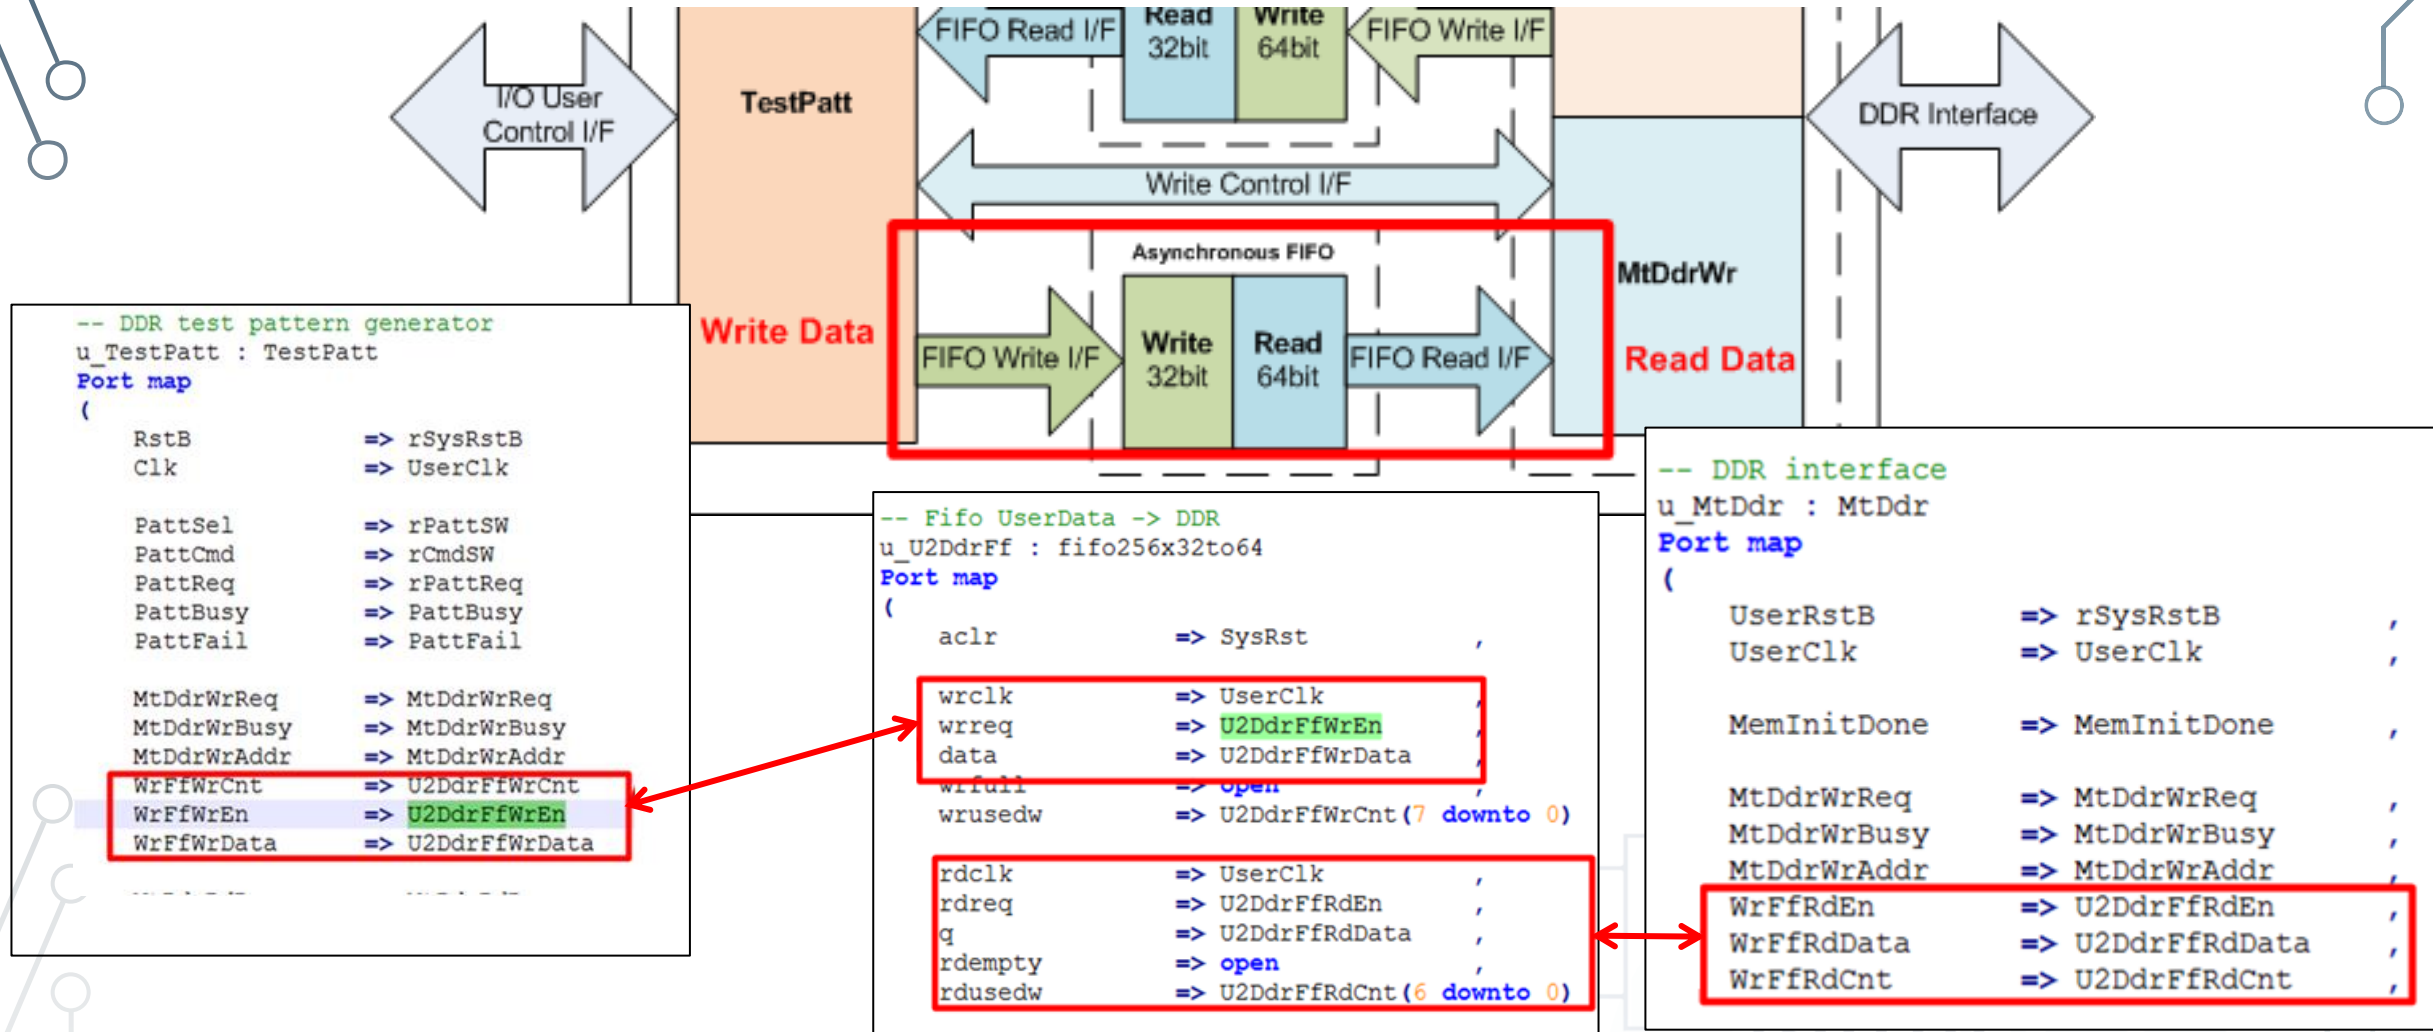 FIFO Read I/F
Read
32bit
Write
64bit
FIFO Write I/F
I/O User
Control I/F
TestPatt
DDR Interface
Write Control I/F
Asynchronous FIFO
MtDdrWr
Write Data
FIFO Write I/F
Write
32bit
Read
64bit
FIFO Read I/F
Read Data
-- DDR test pattern generator
u_TestPatt : TestPatt
Port map
(
RstB => rSysRstB
Clk => UserClk
PattSel => rPattSW
PattCmd => rCmdSW
PattReq => rPattReq
PattBusy => PattBusy
PattFail => PattFail
MtDdrWrReq => MtDdrWrReq
MtDdrWrBusy => MtDdrWrBusy
MtDdrWrAddr => MtDdrWrAddr
WrFfWrCnt => U2DdrFfWrCnt
WrFfWrEn => U2DdrFfWrEn
WrFfWrData => U2DdrFfWrData
-- Fifo UserData -> DDR
u_U2DdrFf : fifo256x32to64
Port map
(
aclr => SysRst ,
wrclk => UserClk ,
wrreq => U2DdrFfWrEn ,
data => U2DdrFfWrData ,
wrfull => open ,
wrusedw => U2DdrFfWrCnt(7 downto 0)
rdclk => UserClk ,
rdreq => U2DdrFfRdEn ,
q => U2DdrFfRdData ,
rdempty => open ,
rdusedw => U2DdrFfRdCnt(6 downto 0)
-- DDR interface
u_MtDdr : MtDdr
Port map
(
UserRstB => rSysRstB ,
UserClk => UserClk ,
MemInitDone => MemInitDone ,
MtDdrWrReq => MtDdrWrReq ,
MtDdrWrBusy => MtDdrWrBusy ,
MtDdrWrAddr => MtDdrWrAddr ,
WrFfRdEn => U2DdrFfRdEn ,
WrFfRdData => U2DdrFfRdData ,
WrFfRdCnt => U2DdrFfRdCnt ,